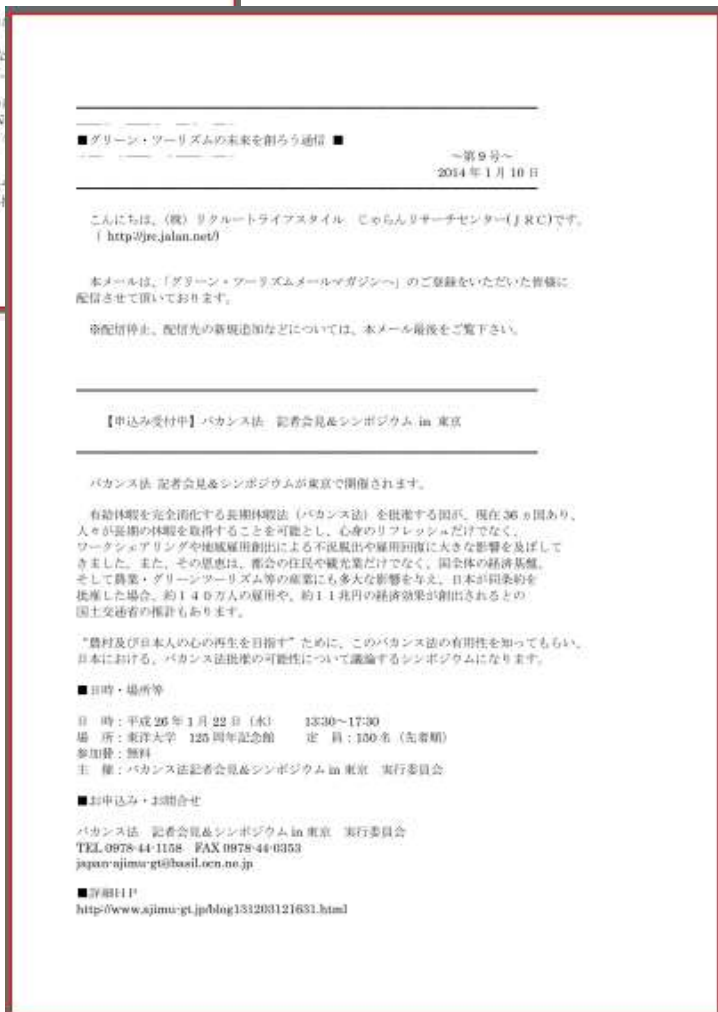 ■グリーン・ツーリズムの未来を創ろう通信 ■
~第9号~
2014年1月10日
こんにちは、(株)リクルートライフスタイル じゃらんリサーチセンター(JRC)です。
( http://jrc.jalan.net/)
本メールは、「グリーン・ツーリズムメールマガジンへ」のご登録をいただいた皆様に
配信させて頂いております。
※配信停止、配信先の新規追加などについては、本メール最後をご覧下さい。
【申込み受付中】バカンス法 記者会見&シンポジウム in 東京
バカンス法 記者会見&シンポジウムが東京で開催されます。
有給休暇を完全消化する長期休暇法(バカンス法)を批准する国が、現在36ヵ国あり、
人々が長期の休暇を取得することを可能とし、心身のリフレッシュだけでなく、
ワークシェアリングや地域雇用創出による不況脱出や雇用回復に大きな影響を及ぼして
きました。また、その恩恵は、都会の住民や観光業だけでなく、国全体の経済基盤、
そして農業・グリーンツーリズム等の産業にも多大な影響を与え、日本が同条約を
批准した場合、約140万人の雇用や、約11兆円の経済効果が創出されるとの
国土交通省の推計もあります。
“農村及び日本人の心の再生を目指す”ために、このバカンス法の有用性を知ってもらい、
日本における、バカンス法批准の可能性について議論するシンポジウムになります。
■日時・場所等
日 時:平成26年1月22日(水) 13:30~17:30
場 所:東洋大学 125周年記念館 定 員:150名(先着順)
参加費:無料
主 催:バカンス法記者会見&シンポジウム in 東京 実行委員会
■お申込み・お問合せ
バカンス法 記者会見&シンポジウム in 東京 実行委員会
TEL 0978-44-1158 FAX 0978-44-0353
japan-ajimu-gt@basil.ocn.ne.jp
■詳細HP
http://www.ajimu-gt.jp/blog131203121631.html